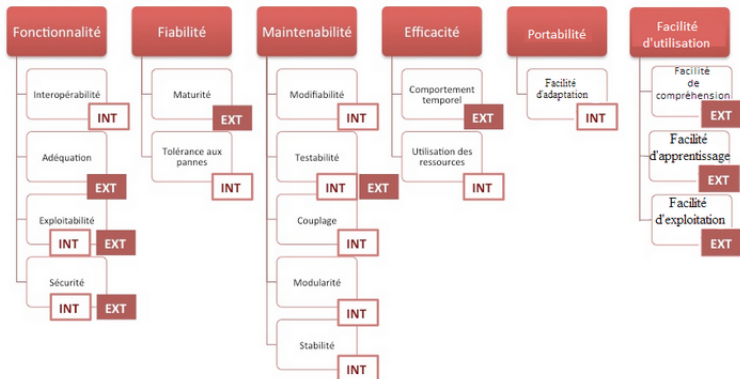 Fonctionnalité
Interopérabilité
INT
Adéquation
EXT
Exploitabilité
INT EXT
Sécurité
INT EXT
Fiabilité
Maturité
EXT
Tolérance aux
pannes
INT
Maintenabilité
Modifiabilité
INT
Testabilité
INT EXT
Couplage
INT
Modularité
INT
Stabilité
INT
Efficacité
Comportement
temporel
EXT
Utilisation des
ressources
INT
Portabilité
Facilité
d'adaptation
INT
Facilité
d'utilisation
Facilité
de
compréhension
EXT
Facilité
d'apprentissage
EXT
Facilité
d'exploitation
EXT